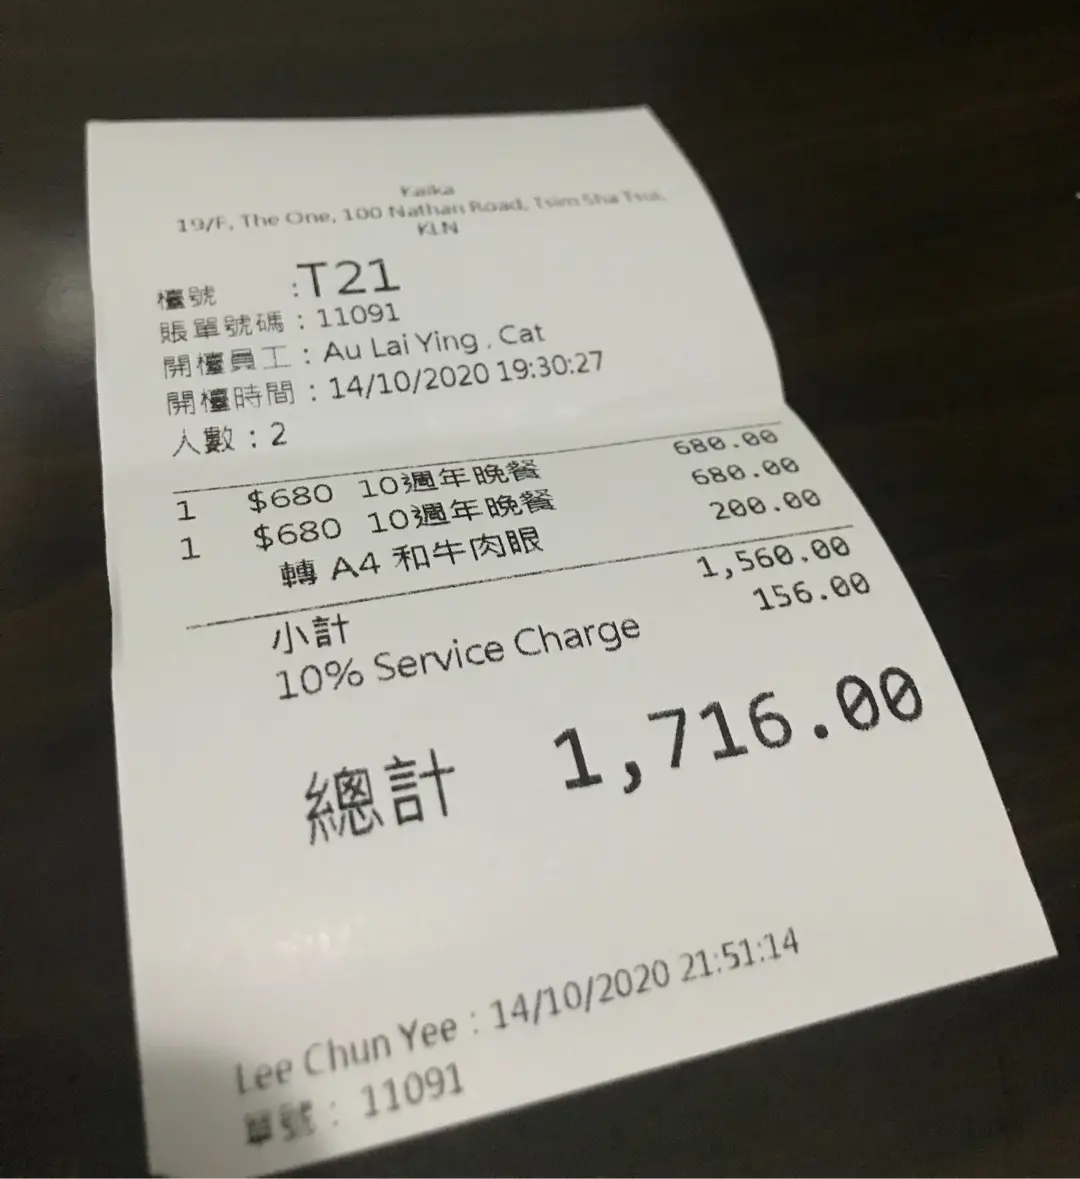 Kaika
19/F, The One, 100 Nathan Road, Tsim Sha Tsui,
KLN
檯號 :T21
賬單號碼 : 11091
開檯員工 : Au Lai Ying , Cat
開檯時間 : 14/10/2020 19:30:27
人數 : 2
1 $680 10週年晚餐 680.00
1 $680 10週年晚餐 680.00
轉 A4 和牛肉眼 200.00
小計 1,560.00
10% Service Charge 156.00
總計 1,716.00
Lee Chun Yee : 14/10/2020 21:51:14
單號 : 11091